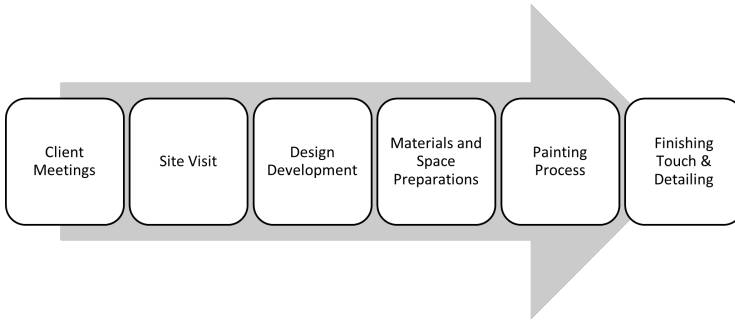 Client
Meetings
Site Visit
Design
Development
Materials and
Space
Preparations
Painting
Process
Finishing
Touch &
Detailing